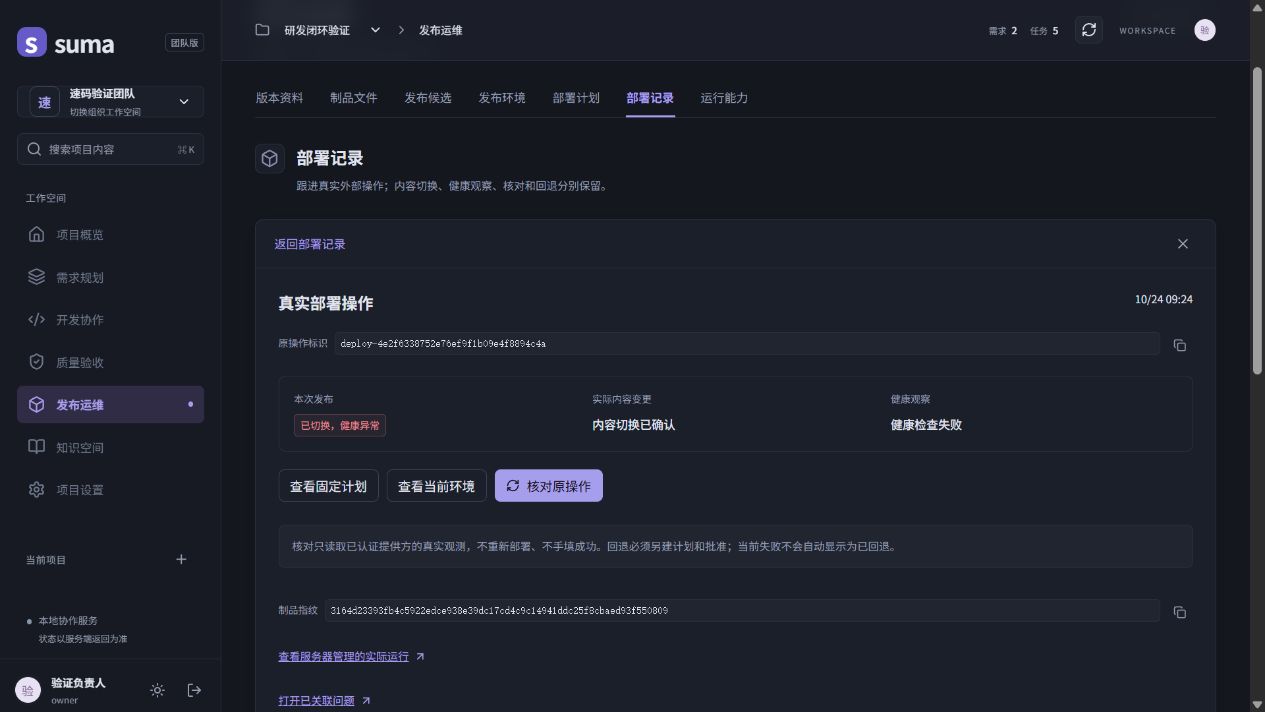 suma
团队版
速
速码验证团队
切换组织工作空间
搜索项目内容
⌘K
工作空间
项目概览
需求规划
开发协作
质量验收
发布运维
知识空间
项目设置
当前项目
本地协作服务
状态以服务端返回为准
验
验证负责人
owner
研发闭环验证
发布运维
需求 2 任务 5
WORKSPACE
验
版本资料 制品文件 发布候选 发布环境 部署计划 部署记录 运行能力
部署记录
跟进真实外部操作；内容切换、健康观察、核对和回退分别保留。
返回部署记录
真实部署操作
10/24 09:24
原操作标识 deploy-4e2f6338752e76ef9f1b09e4f8894c4a
本次发布 实际内容变更 健康观察
已切换，健康异常 内容切换已确认 健康检查失败
查看固定计划 查看当前环境 核对原操作
核对只读取已认证提供方的真实观测，不重新部署、不手填成功。回退必须另建计划和批准；当前失败不会自动显示为已回退。
制品指纹 3164d23393fb4c5922edce938e39dc17cd4c9c14941ddc25f8cbaed93f550809
查看服务器管理的实际运行
打开已关联问题